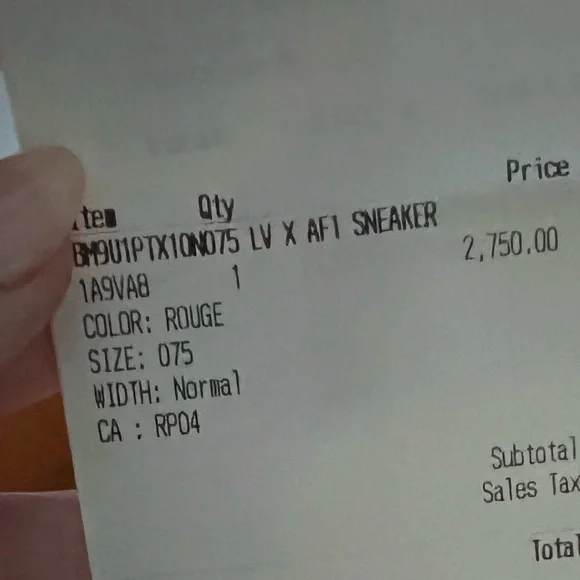 Item Qty Price
BM9U1PTX10N075 LV X AF1 SNEAKER
1A9VA8 1 2,750.00
COLOR: ROUGE
SIZE: 075
WIDTH: Normal
CA : RP04
Subtotal
Sales Tax
Total